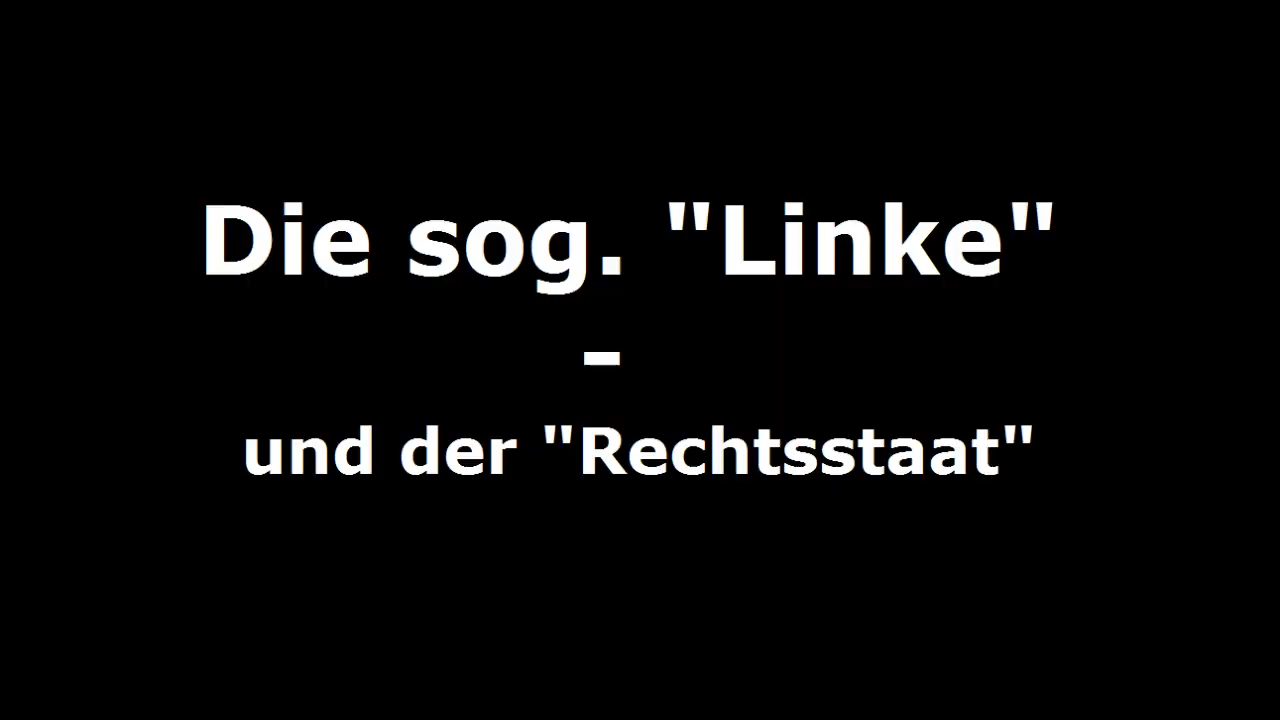 Die sog. "Linke"
-
und der "Rechtsstaat"